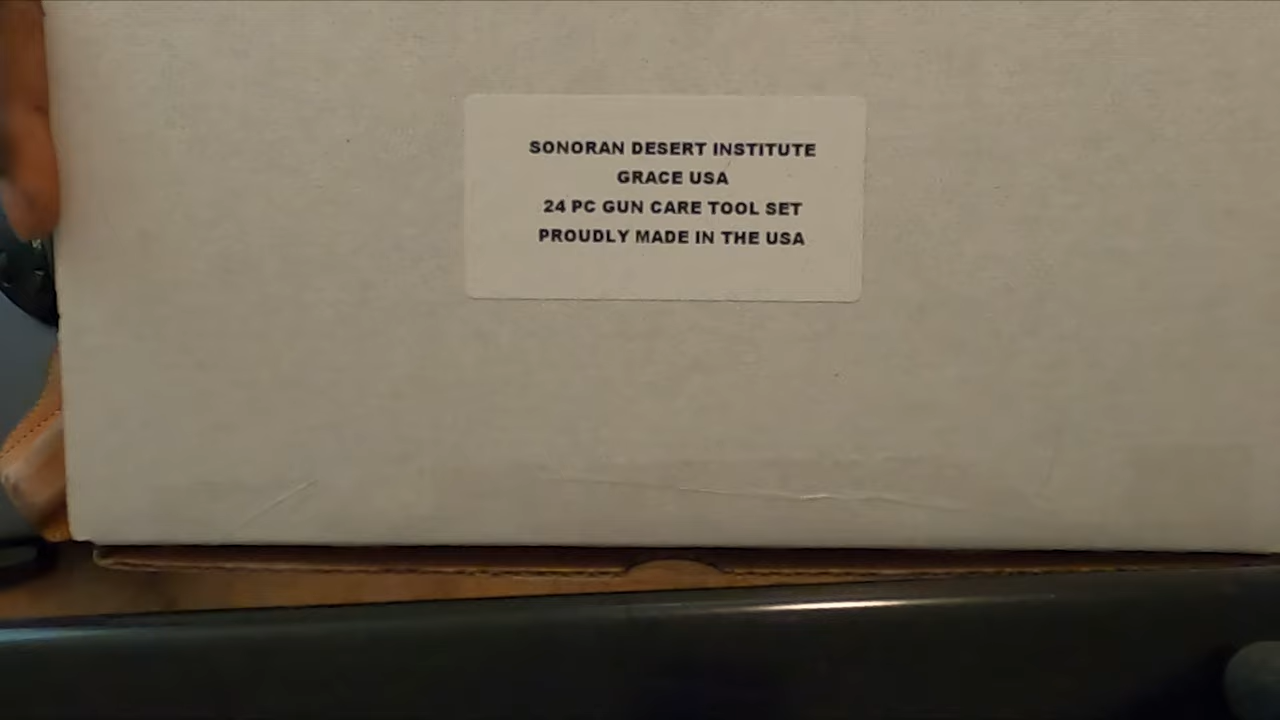 SONORAN DESERT INSTITUTE
GRACE USA
24 PC GUN CARE TOOL SET
PROUDLY MADE IN THE USA